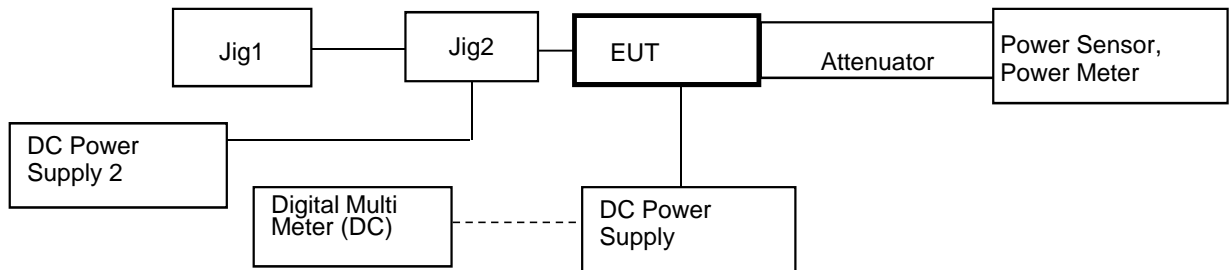 Jig1
Jig2
EUT
Attenuator
Power Sensor,
Power Meter
DC Power
Supply 2
Digital Multi
Meter (DC)
DC Power
Supply